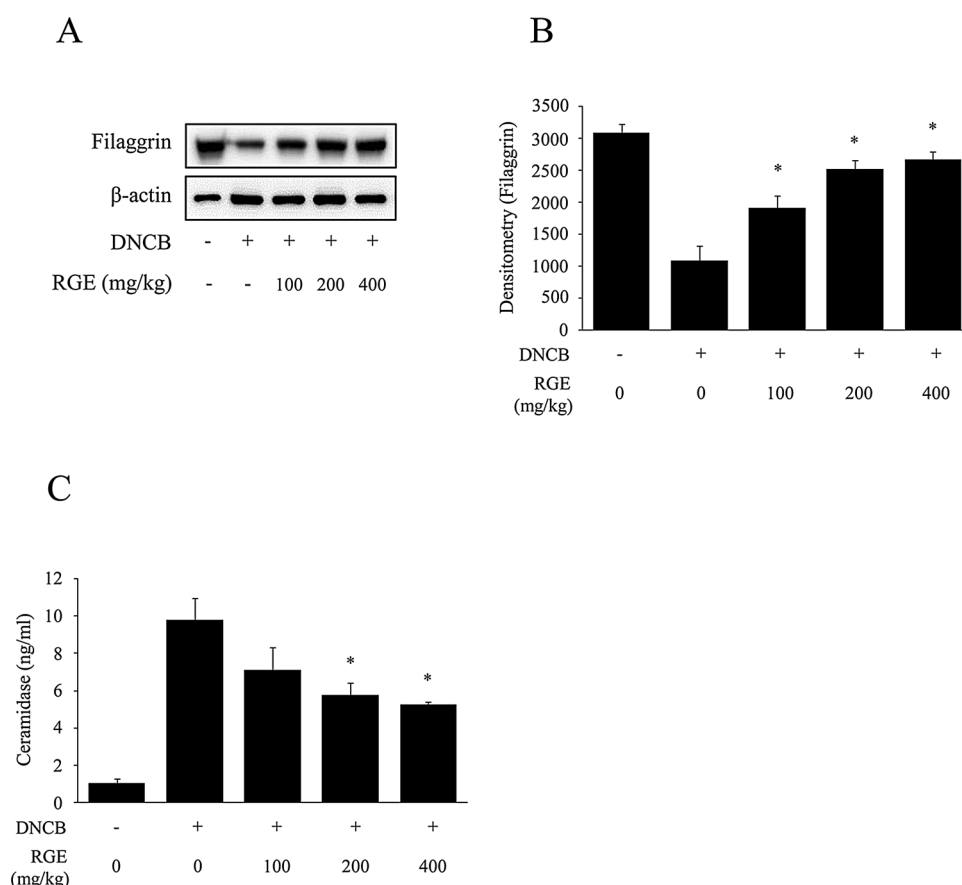 A
Filaggrin
β-actin
DNCB - + + + +
RGE (mg/kg) - - 100 200 400
B
Densitometry (Filaggrin)
3500
3000
2500
2000
1500
1000
500
0
* * *
DNCB - + + + +
RGE
(mg/kg) 0 0 100 200 400
C
Ceramidase (ng/ml)
12
10
8
6
4
2
0
* *
DNCB - + + + +
RGE
(mg/kg) 0 0 100 200 400